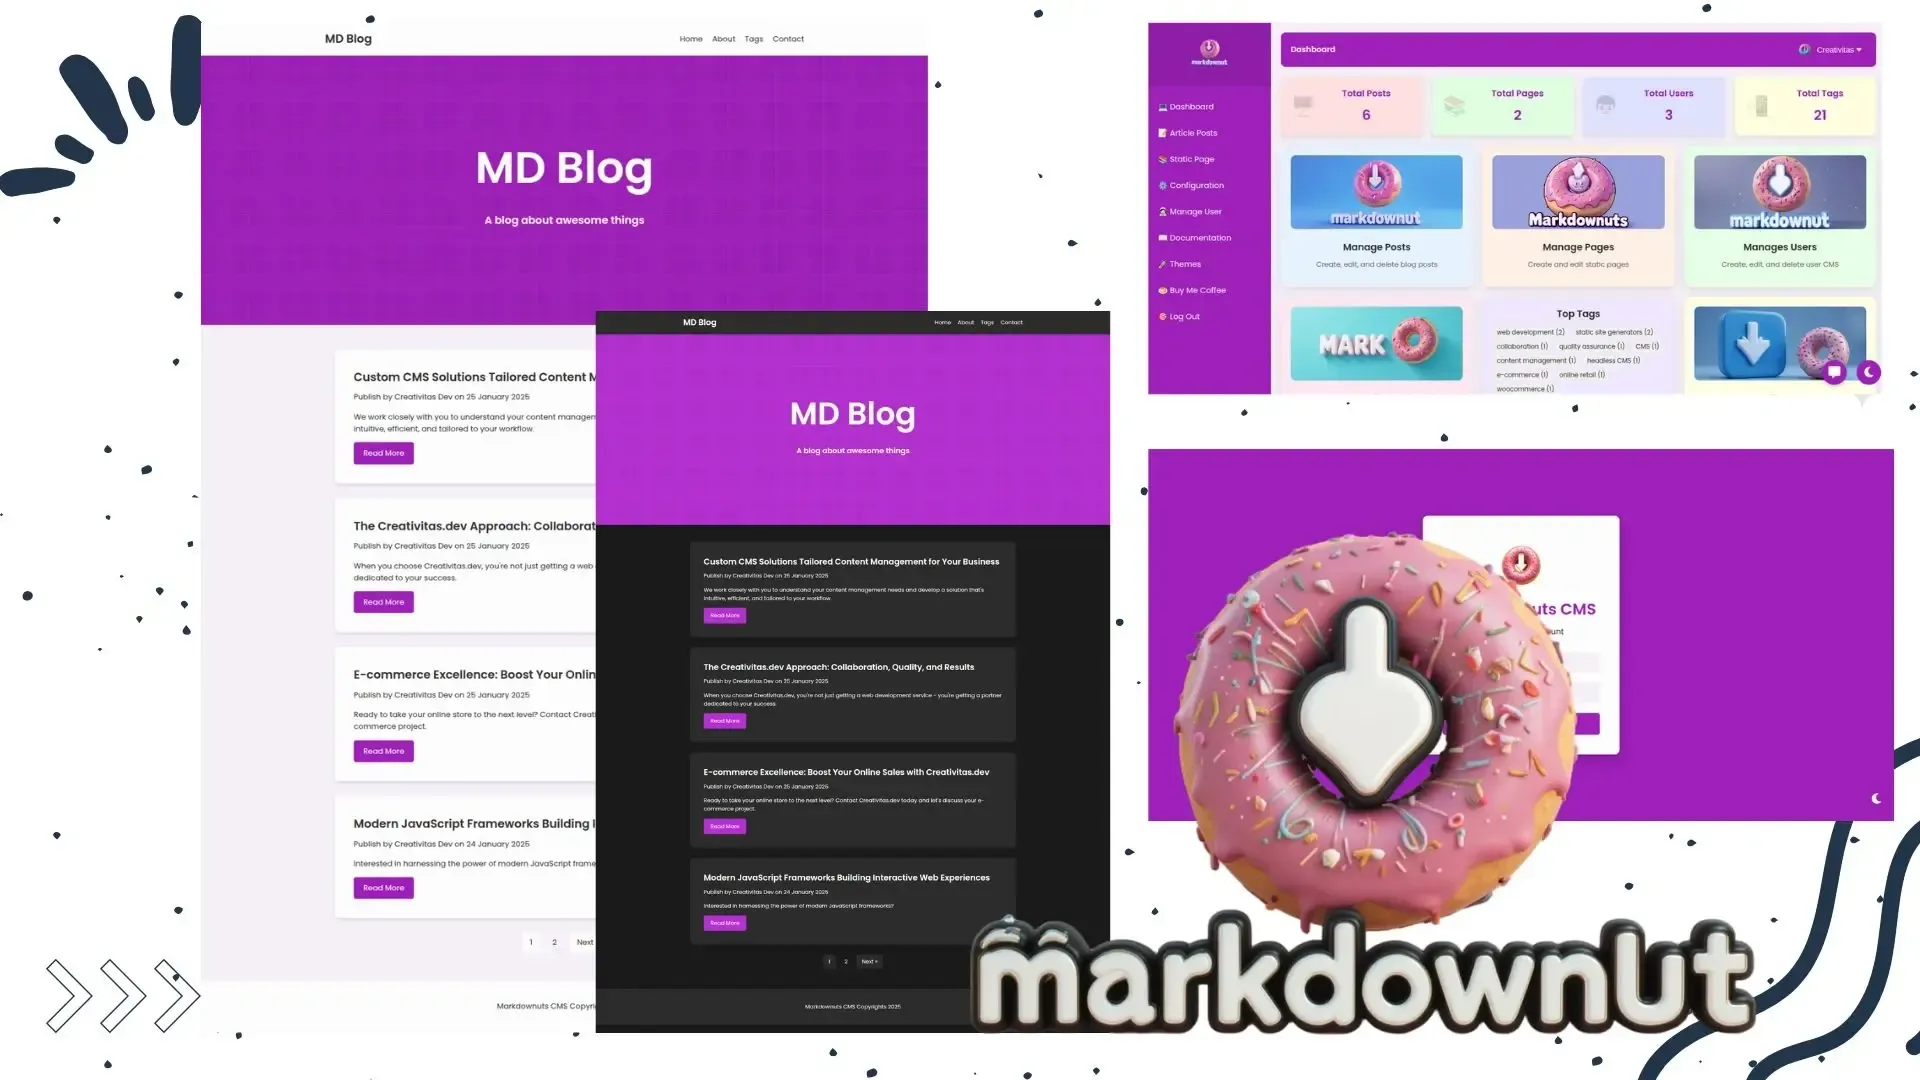 MD Blog
Home About Tags Contact
MD Blog
A blog about awesome things
Custom CMS Solutions Tailored Content M
Publish by Creativitas Dev on 25 January 2025
We work closely with you to understand your content managem
intuitive, efficient, and tailored to your workflow.
Read More
The Creativitas.dev Approach: Collaborat
Publish by Creativitas Dev on 25 January 2025
When you choose Creativitas.dev, you're not just getting a web
dedicated to your success.
Read More
E-commerce Excellence: Boost Your Onlin
Publish by Creativitas Dev on 25 January 2025
Ready to take your online store to the next level? Contact Creati
commerce project.
Read More
Modern JavaScript Frameworks Building I
Publish by Creativitas Dev on 24 January 2025
Interested in harnessing the power of modern JavaScript frame
Read More
1 2 Next
Markdownuts CMS Copyri
MD Blog
Home About Tags Contact
MD Blog
A blog about awesome things
Custom CMS Solutions Tailored Content Management for Your Business
Publish by Creativitas Dev on 25 January 2025
We work closely with you to understand your content management needs and develop a solution that's
intuitive, efficient, and tailored to your workflow.
Read More
The Creativitas.dev Approach: Collaboration, Quality, and Results
Publish by Creativitas Dev on 25 January 2025
When you choose Creativitas.dev, you're not just getting a web development service – you're getting a partner
dedicated to your success.
Read More
E-commerce Excellence: Boost Your Online Sales with Creativitas.dev
Publish by Creativitas Dev on 25 January 2025
Ready to take your online store to the next level? Contact Creativitas.dev today and let's discuss your e-
commerce project.
Read More
Modern JavaScript Frameworks Building Interactive Web Experiences
Publish by Creativitas Dev on 24 January 2025
Interested in harnessing the power of modern JavaScript frameworks?
Read More
1 2 Next »
Markdownuts CMS Copyrights 2025
markdownut
Dashboard
Article Posts
Static Page
Configuration
Manage User
Documentation
Themes
Buy Me Coffee
Log Out
Dashboard
Creativitas
Total Posts
6
Total Pages
2
Total Users
3
Total Tags
21
markdownut
Manage Posts
Create, edit, and delete blog posts
Markdownuts
Manage Pages
Create and edit static pages
markdownut
Manages Users
Create, edit, and delete user CMS
MARK
Top Tags
web development (2) static site generators (2)
collaboration (1) quality assurance (1) CMS (1)
content management (1) headless CMS (1)
e-commerce (1) online retail (1)
woocommerce (1)
uts CMS
ount
markdownut